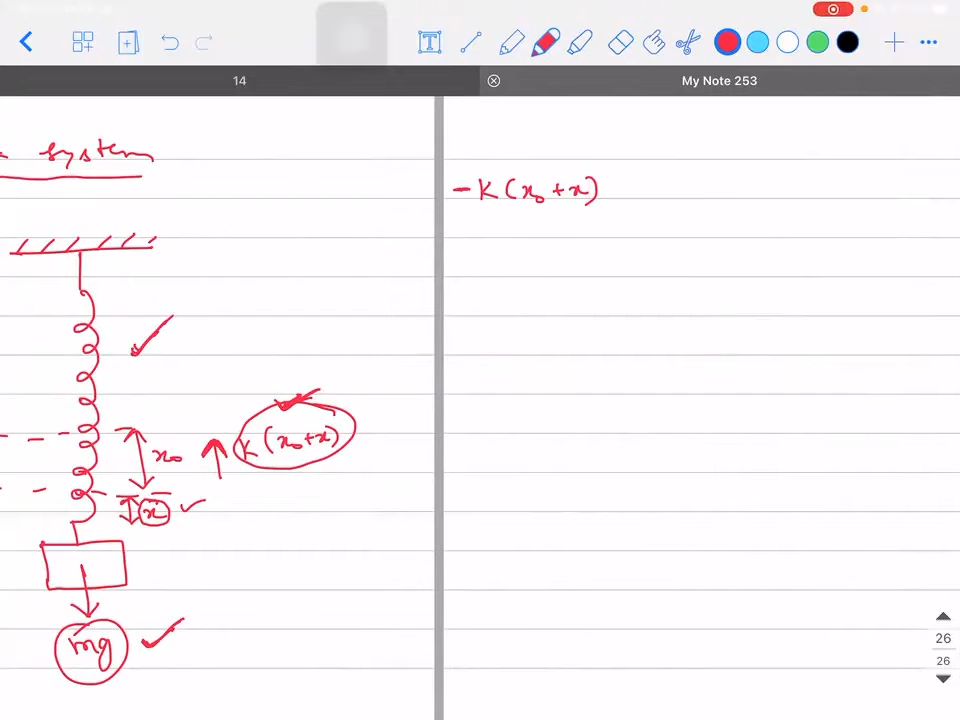 14
My Note 253
system
-K(x₀+x)
K(x₀+x)
x₀
x
mg
26
26